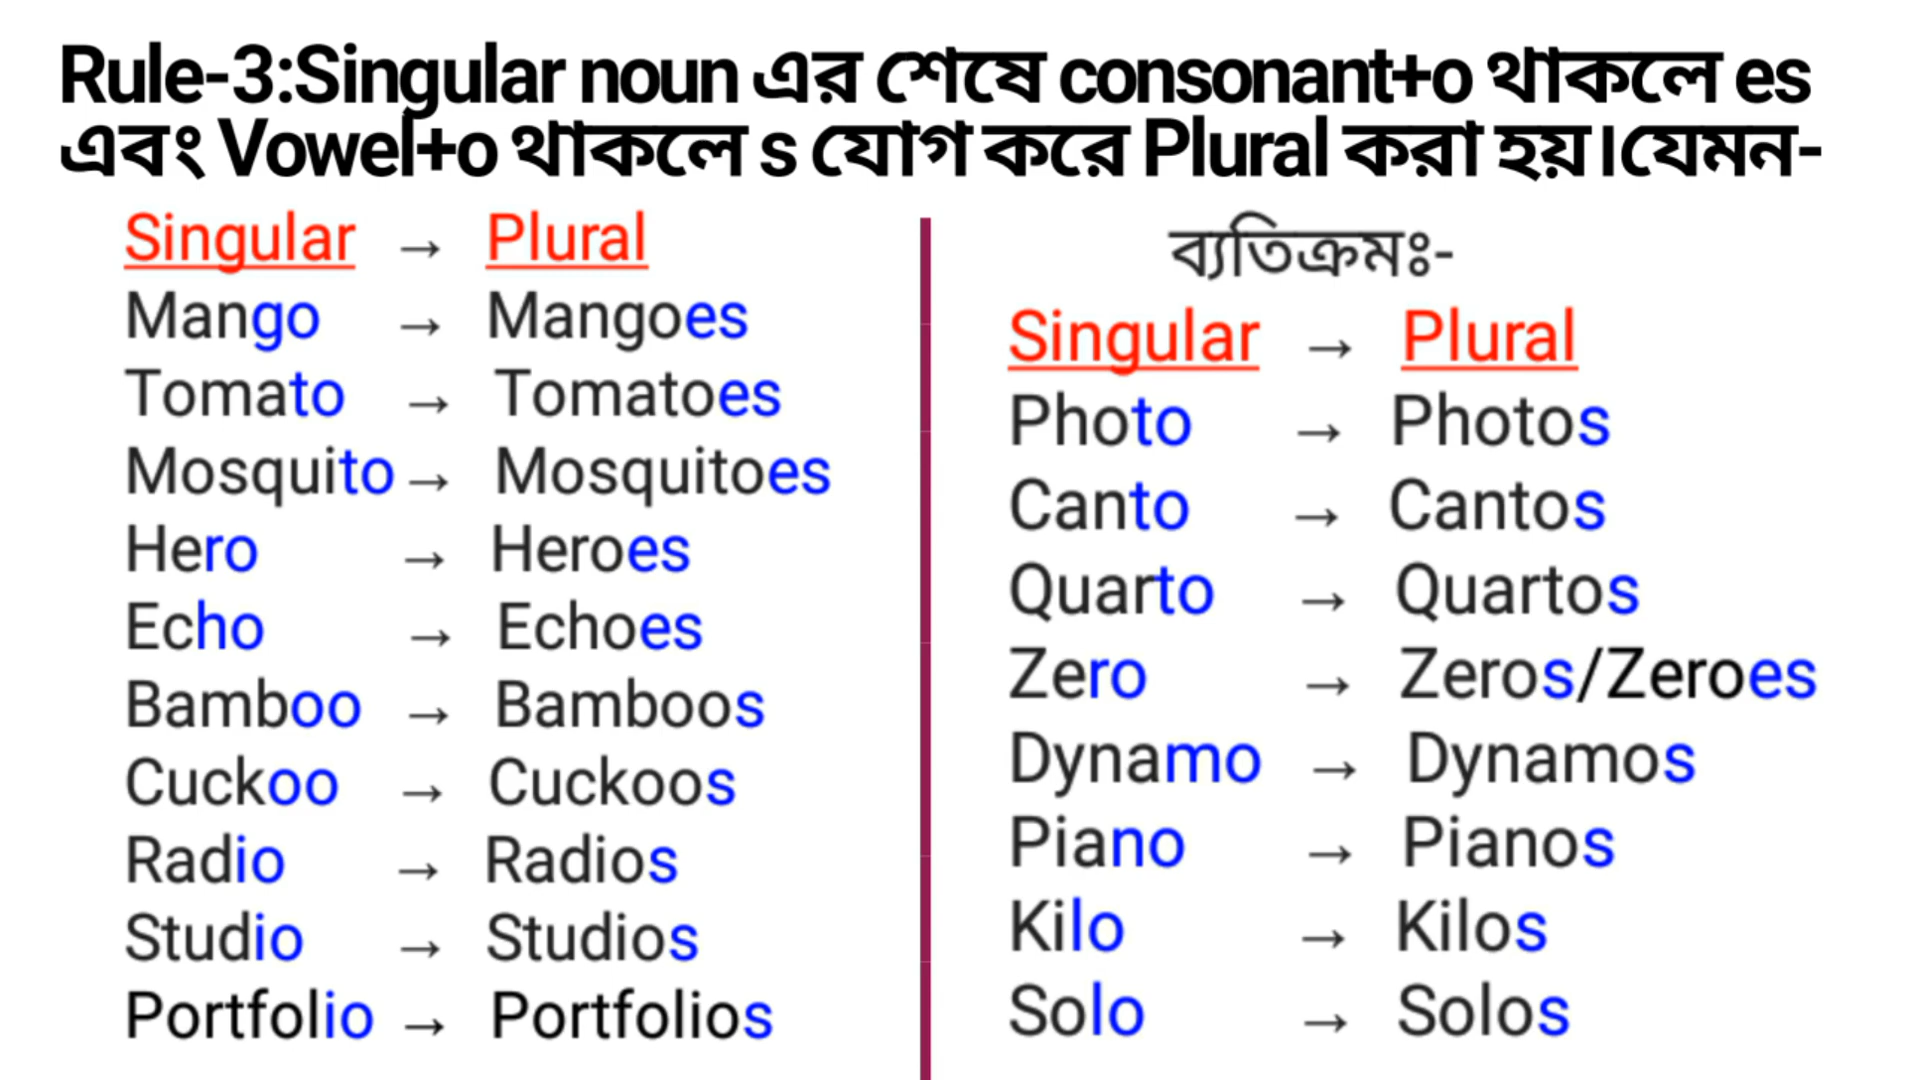 Rule-3:Singular noun এর শেষে consonant+o থাকলে es
এবং Vowel+o থাকলে s যোগ করে Plural করা হয়।যেমন-
Singular → Plural
Mango → Mangoes
Tomato → Tomatoes
Mosquito → Mosquitoes
Hero → Heroes
Echo → Echoes
Bamboo → Bamboos
Cuckoo → Cuckoos
Radio → Radios
Studio → Studios
Portfolio → Portfolios
ব্যতিক্রমঃ-
Singular → Plural
Photo → Photos
Canto → Cantos
Quarto → Quartos
Zero → Zeros/Zeroes
Dynamo → Dynamos
Piano → Pianos
Kilo → Kilos
Solo → Solos